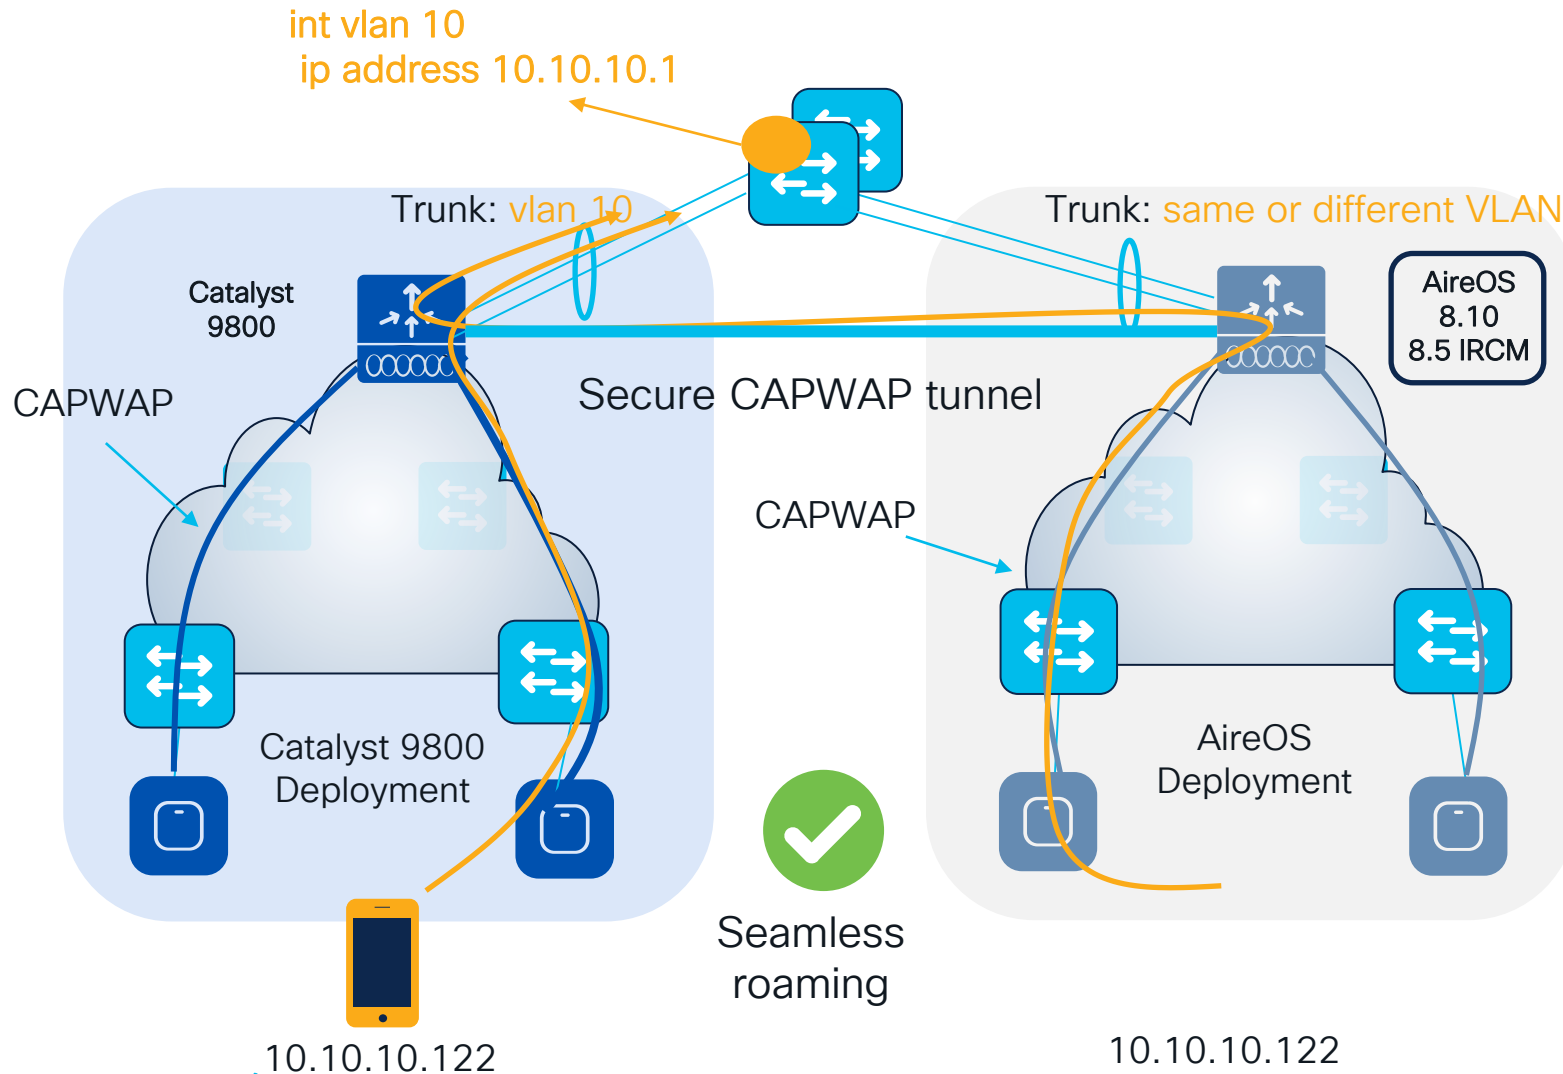 int vlan 10
ip address 10.10.10.1
Trunk: vlan 10
Trunk: same or different VLAN
Catalyst
9800
AireOS
8.10
8.5 IRCM
CAPWAP
Secure CAPWAP tunnel
CAPWAP
Catalyst 9800
Deployment
AireOS
Deployment
Seamless
roaming
10.10.10.122
10.10.10.122